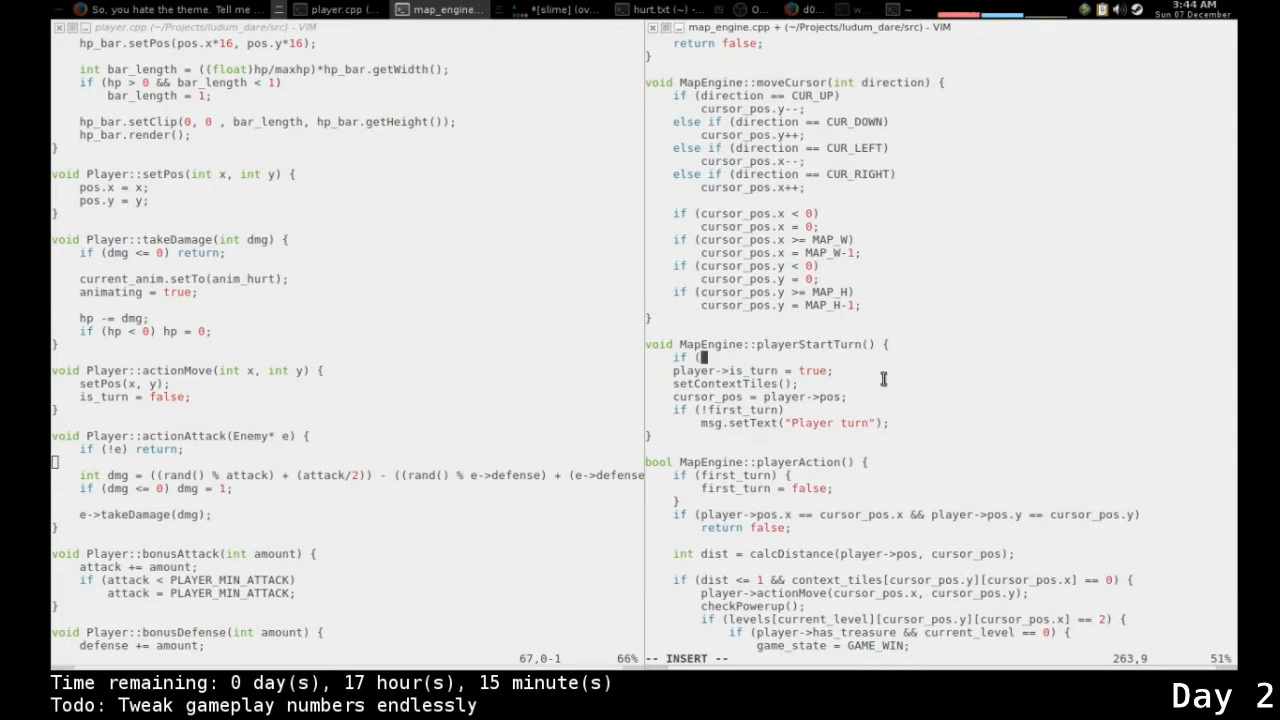 So, you hate the theme. Tell me ...
player.cpp (...
map_engine...
*[slime] (ov...
hurt.txt (~) -...
O...
d0...
w...
~
3:44 AM
Sun 07 December
player.cpp (~/Projects/ludum_dare/src) - VIM
hp_bar.setPos(pos.x*16, pos.y*16);
int bar_length = ((float)hp/maxhp)*hp_bar.getWidth();
if (hp > 0 && bar_length < 1)
bar_length = 1;
hp_bar.setClip(0, 0 , bar_length, hp_bar.getHeight());
hp_bar.render();
}
void Player::setPos(int x, int y) {
pos.x = x;
pos.y = y;
}
void Player::takeDamage(int dmg) {
if (dmg <= 0) return;
current_anim.setTo(anim_hurt);
animating = true;
hp -= dmg;
if (hp < 0) hp = 0;
}
void Player::actionMove(int x, int y) {
setPos(x, y);
is_turn = false;
}
void Player::actionAttack(Enemy* e) {
if (!e) return;
int dmg = ((rand() % attack) + (attack/2)) - ((rand() % e->defense) + (e->defense
if (dmg <= 0) dmg = 1;
e->takeDamage(dmg);
}
void Player::bonusAttack(int amount) {
attack += amount;
if (attack < PLAYER_MIN_ATTACK)
attack = PLAYER_MIN_ATTACK;
}
void Player::bonusDefense(int amount) {
defense += amount;
67,0-1 66%
map_engine.cpp + (~/Projects/ludum_dare/src) - VIM
return false;
}
void MapEngine::moveCursor(int direction) {
if (direction == CUR_UP)
cursor_pos.y--;
else if (direction == CUR_DOWN)
cursor_pos.y++;
else if (direction == CUR_LEFT)
cursor_pos.x--;
else if (direction == CUR_RIGHT)
cursor_pos.x++;
if (cursor_pos.x < 0)
cursor_pos.x = 0;
if (cursor_pos.x >= MAP_W)
cursor_pos.x = MAP_W-1;
if (cursor_pos.y < 0)
cursor_pos.y = 0;
if (cursor_pos.y >= MAP_H)
cursor_pos.y = MAP_H-1;
}
void MapEngine::playerStartTurn() {
if (
player->is_turn = true;
setContextTiles();
cursor_pos = player->pos;
if (!first_turn)
msg.setText("Player turn");
}
bool MapEngine::playerAction() {
if (first_turn) {
first_turn = false;
}
if (player->pos.x == cursor_pos.x && player->pos.y == cursor_pos.y)
return false;
int dist = calcDistance(player->pos, cursor_pos);
if (dist <= 1 && context_tiles[cursor_pos.y][cursor_pos.x] == 0) {
player->actionMove(cursor_pos.x, cursor_pos.y);
checkPowerup();
if (levels[current_level][cursor_pos.y][cursor_pos.x] == 2) {
if (player->has_treasure && current_level == 0) {
game_state = GAME_WIN;
-- INSERT -- 263,9 51%
Time remaining: 0 day(s), 17 hour(s), 15 minute(s)
Todo: Tweak gameplay numbers endlessly
Day 2